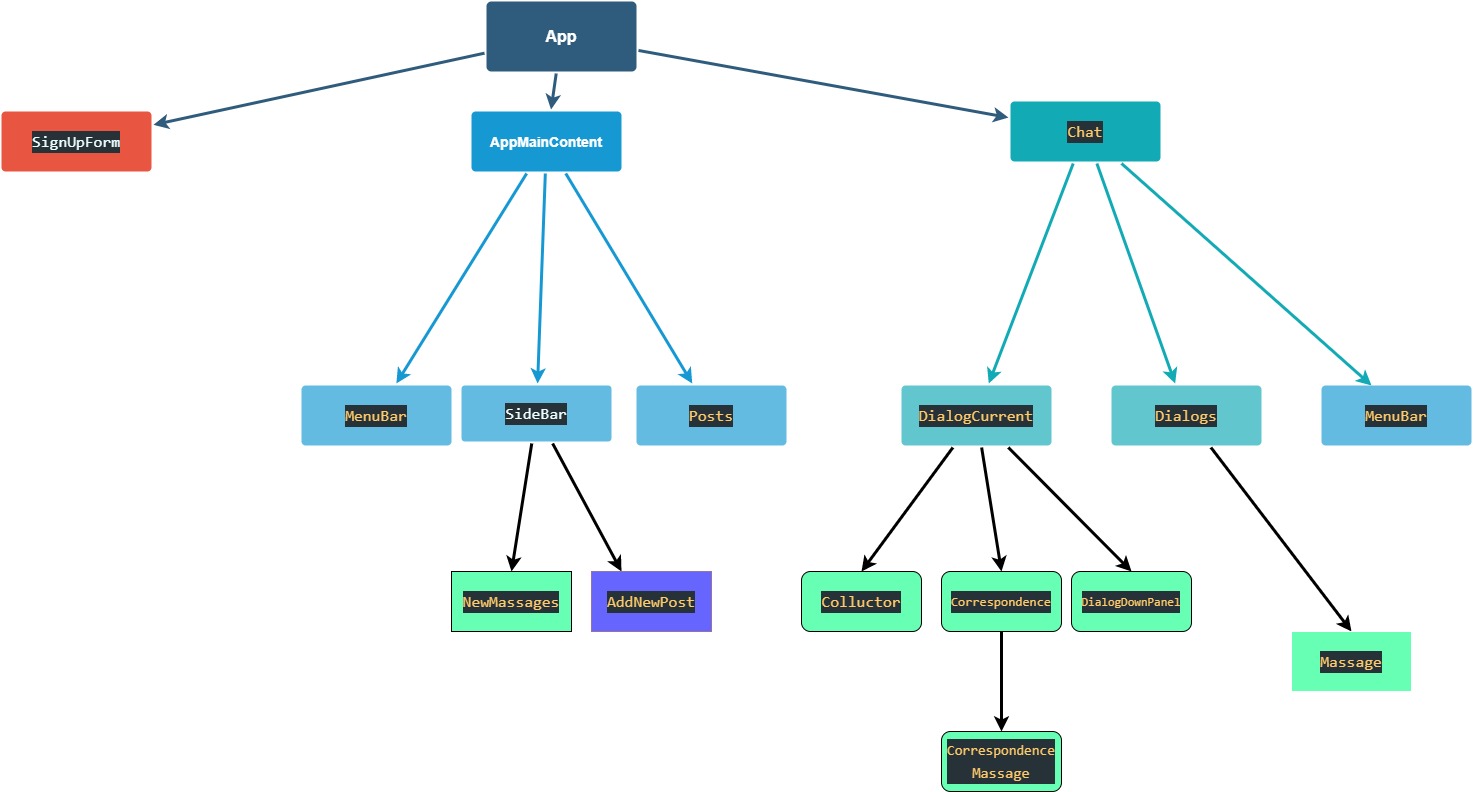 App
SignUpForm
AppMainContent
Chat
MenuBar
SideBar
Posts
DialogCurrent
Dialogs
MenuBar
NewMassages
AddNewPost
Colluctor
Correspondence
DialogDownPanel
Massage
Correspondence
Massage